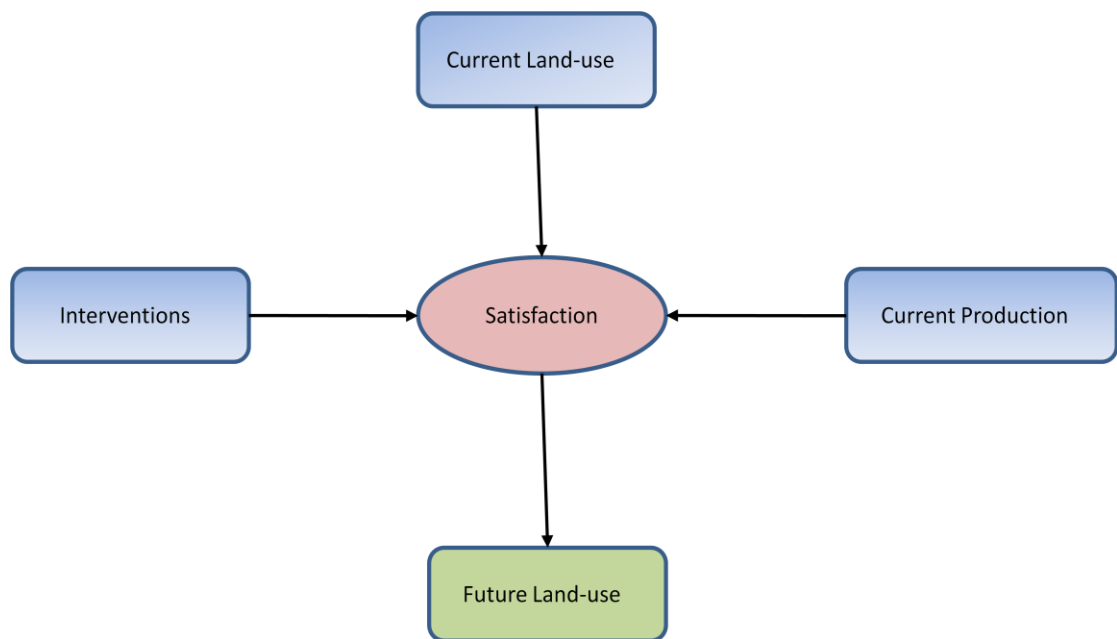 Current Land-use
Interventions
Satisfaction
Current Production
Future Land-use